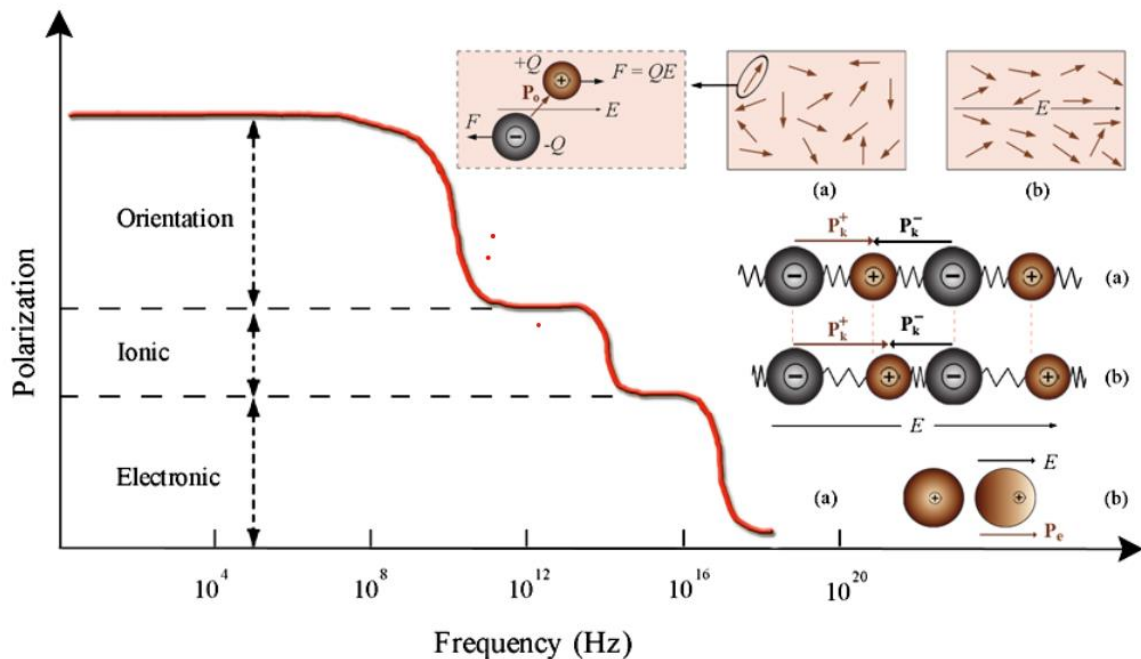 +Q
+
F = QE
P₀
E
F
−
-Q
E
(a)
(b)
Orientation
Ionic
Electronic
Polarization
P_k^+
P_k^−
−
+
−
+
(a)
P_k^+
P_k^−
−
+
−
+
(b)
E
E
(a)
+
+
(b)
P_e
10^4
10^8
10^12
10^16
10^20
Frequency (Hz)